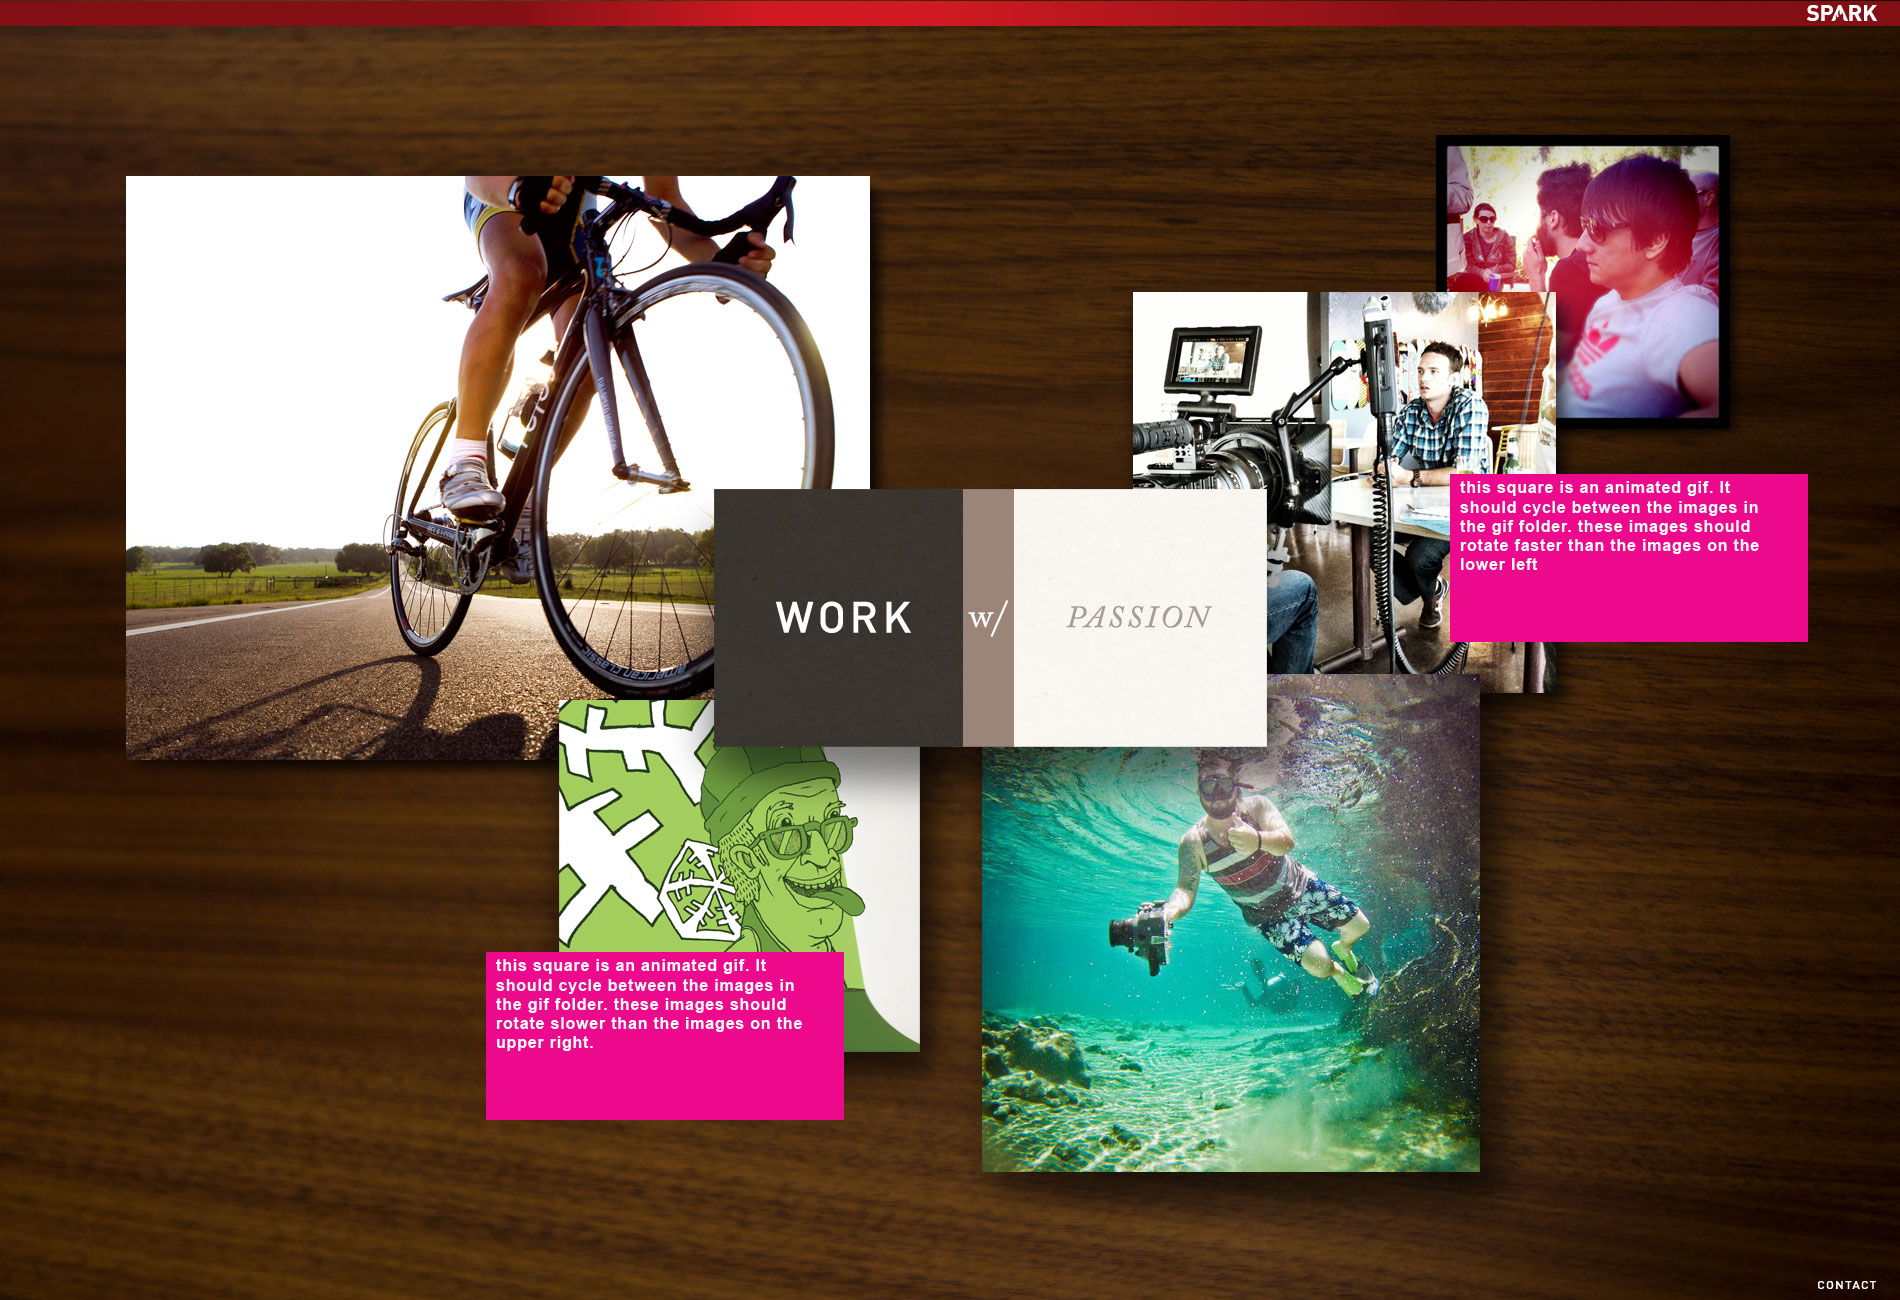 SPARK
this square is an animated gif. It
should cycle between the images in
the gif folder. these images should
rotate faster than the images on the
lower left
WORK w/ PASSION
american classic
this square is an animated gif. It
should cycle between the images in
the gif folder. these images should
rotate slower than the images on the
upper right.
CONTACT